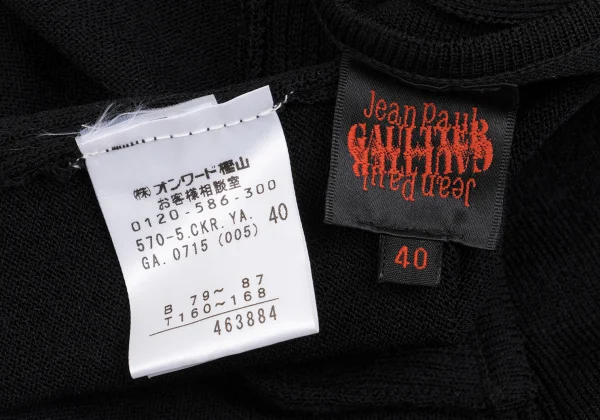 (株)オンワード樫山
お客様相談室
0120-586-300
570-5.CKR.YA. 40
GA.0715 (005)
B 79~ 87
T160~168
463884
Jean Paul
GAULTIER
GAULTIER
Jean Paul
40